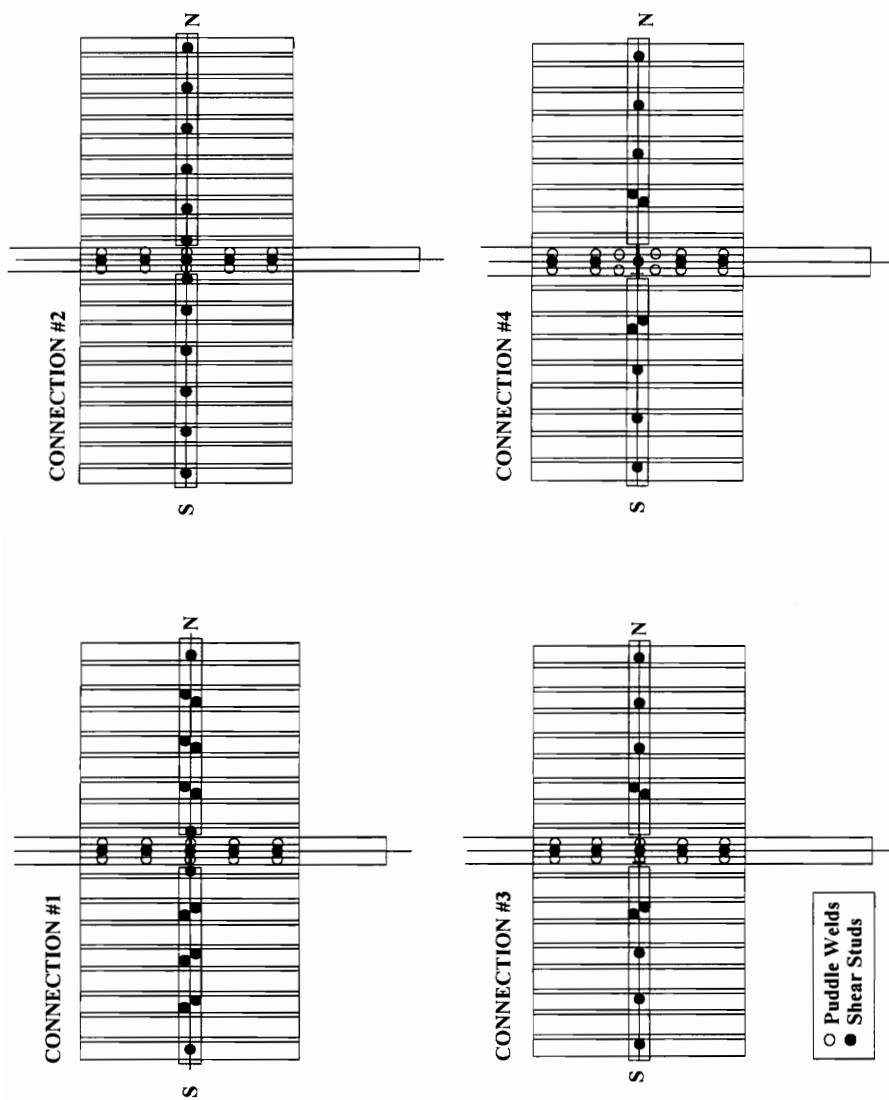 CONNECTION #1
S
N
CONNECTION #2
S
N
CONNECTION #3
S
N
CONNECTION #4
S
N
Puddle Welds
Shear Studs